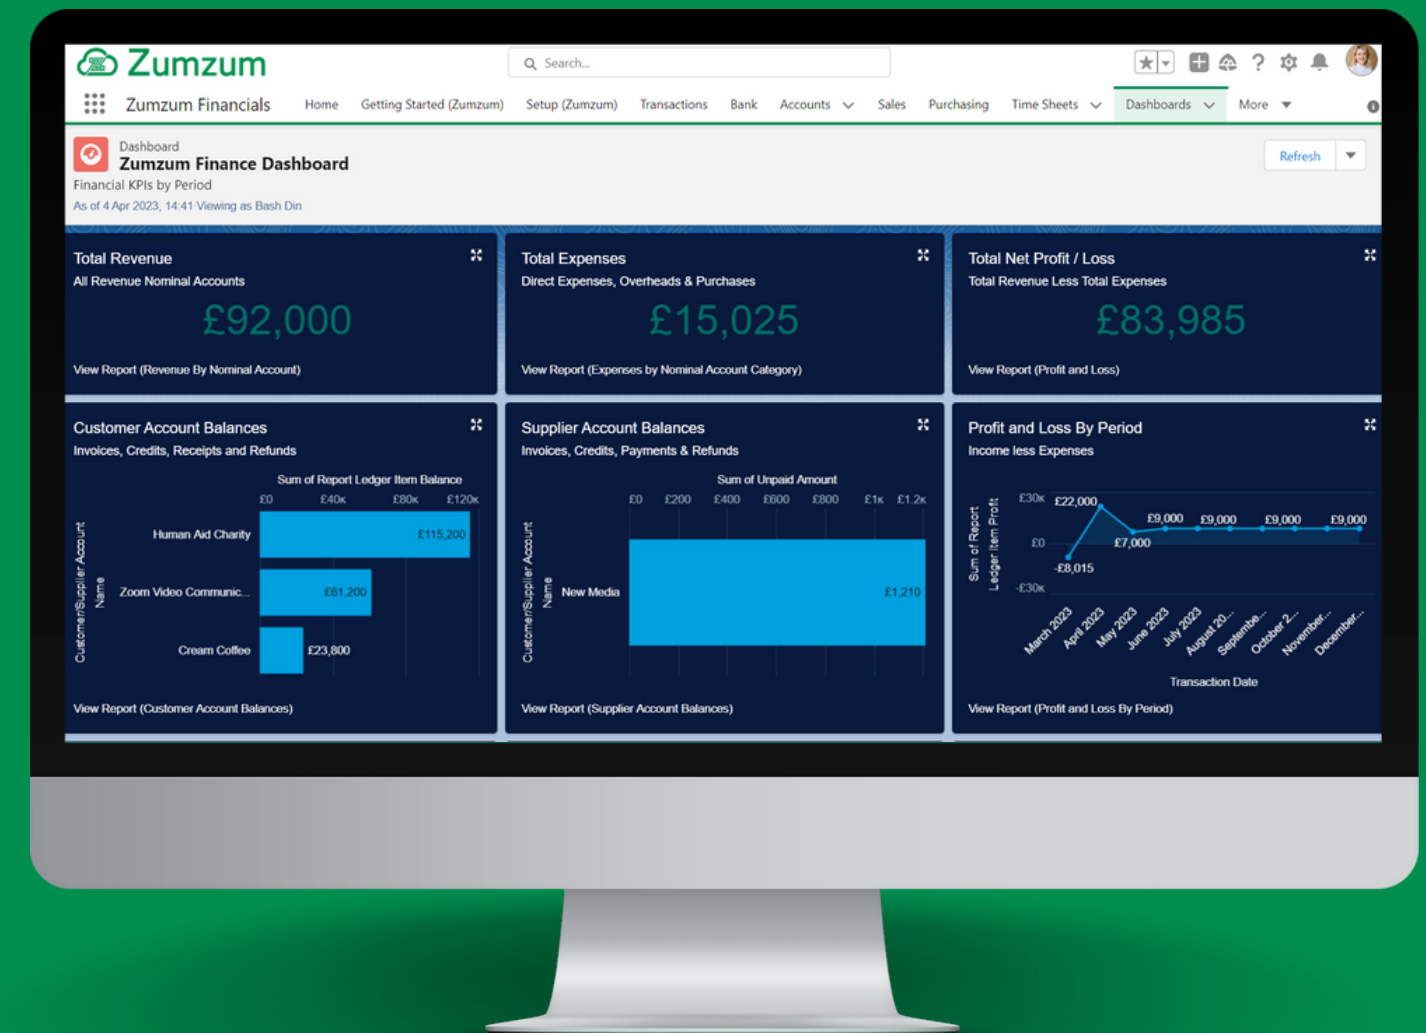 Zumzum
Search...
Zumzum Financials
Home
Getting Started (Zumzum)
Setup (Zumzum)
Transactions
Bank
Accounts
Sales
Purchasing
Time Sheets
Dashboards
More
Dashboard
Zumzum Finance Dashboard
Financial KPIs by Period
As of 4 Apr 2023, 14:41·Viewing as Bash Din
Refresh
Total Revenue
All Revenue Nominal Accounts
£92,000
View Report (Revenue By Nominal Account)
Total Expenses
Direct Expenses, Overheads & Purchases
£15,025
View Report (Expenses by Nominal Account Category)
Total Net Profit / Loss
Total Revenue Less Total Expenses
£83,985
View Report (Profit and Loss)
Customer Account Balances
Invoices, Credits, Receipts and Refunds
Sum of Report Ledger Item Balance
£0 £40K £80K £120K
Customer/Supplier Account
Name
Human Aid Charity
£115,200
Zoom Video Communic...
£61,200
Cream Coffee
£23,800
View Report (Customer Account Balances)
Supplier Account Balances
Invoices, Credits, Payments & Refunds
Sum of Unpaid Amount
£0 £200 £400 £600 £800 £1K £1.2K
Customer/Supplier Account
Name
New Media
£1,210
View Report (Supplier Account Balances)
Profit and Loss By Period
Income less Expenses
Sum of Report
Ledger Item Profit
£30K
£0
-£30K
£22,000
-£8,015
£7,000
£9,000
£9,000
£9,000
£9,000
March 2023
April 2023
May 2023
June 2023
July 2023
August 20...
Septembe...
October 2...
November...
December...
Transaction Date
View Report (Profit and Loss By Period)